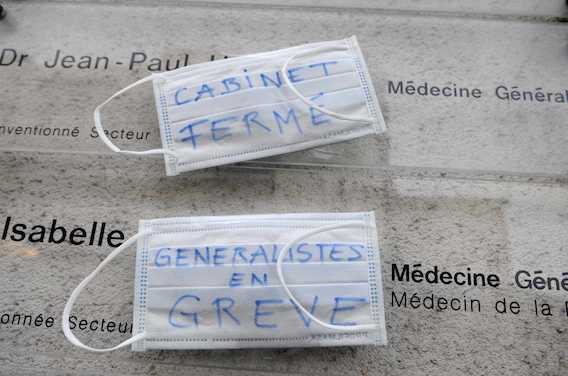 Dr Jean-Paul
CABINET
FERMÉ
Médecine Général
nventionné Secteur
Isabelle
GENERALISTES
EN
GREVE
Médecine Géné
Médecin de la
onnée Secteur